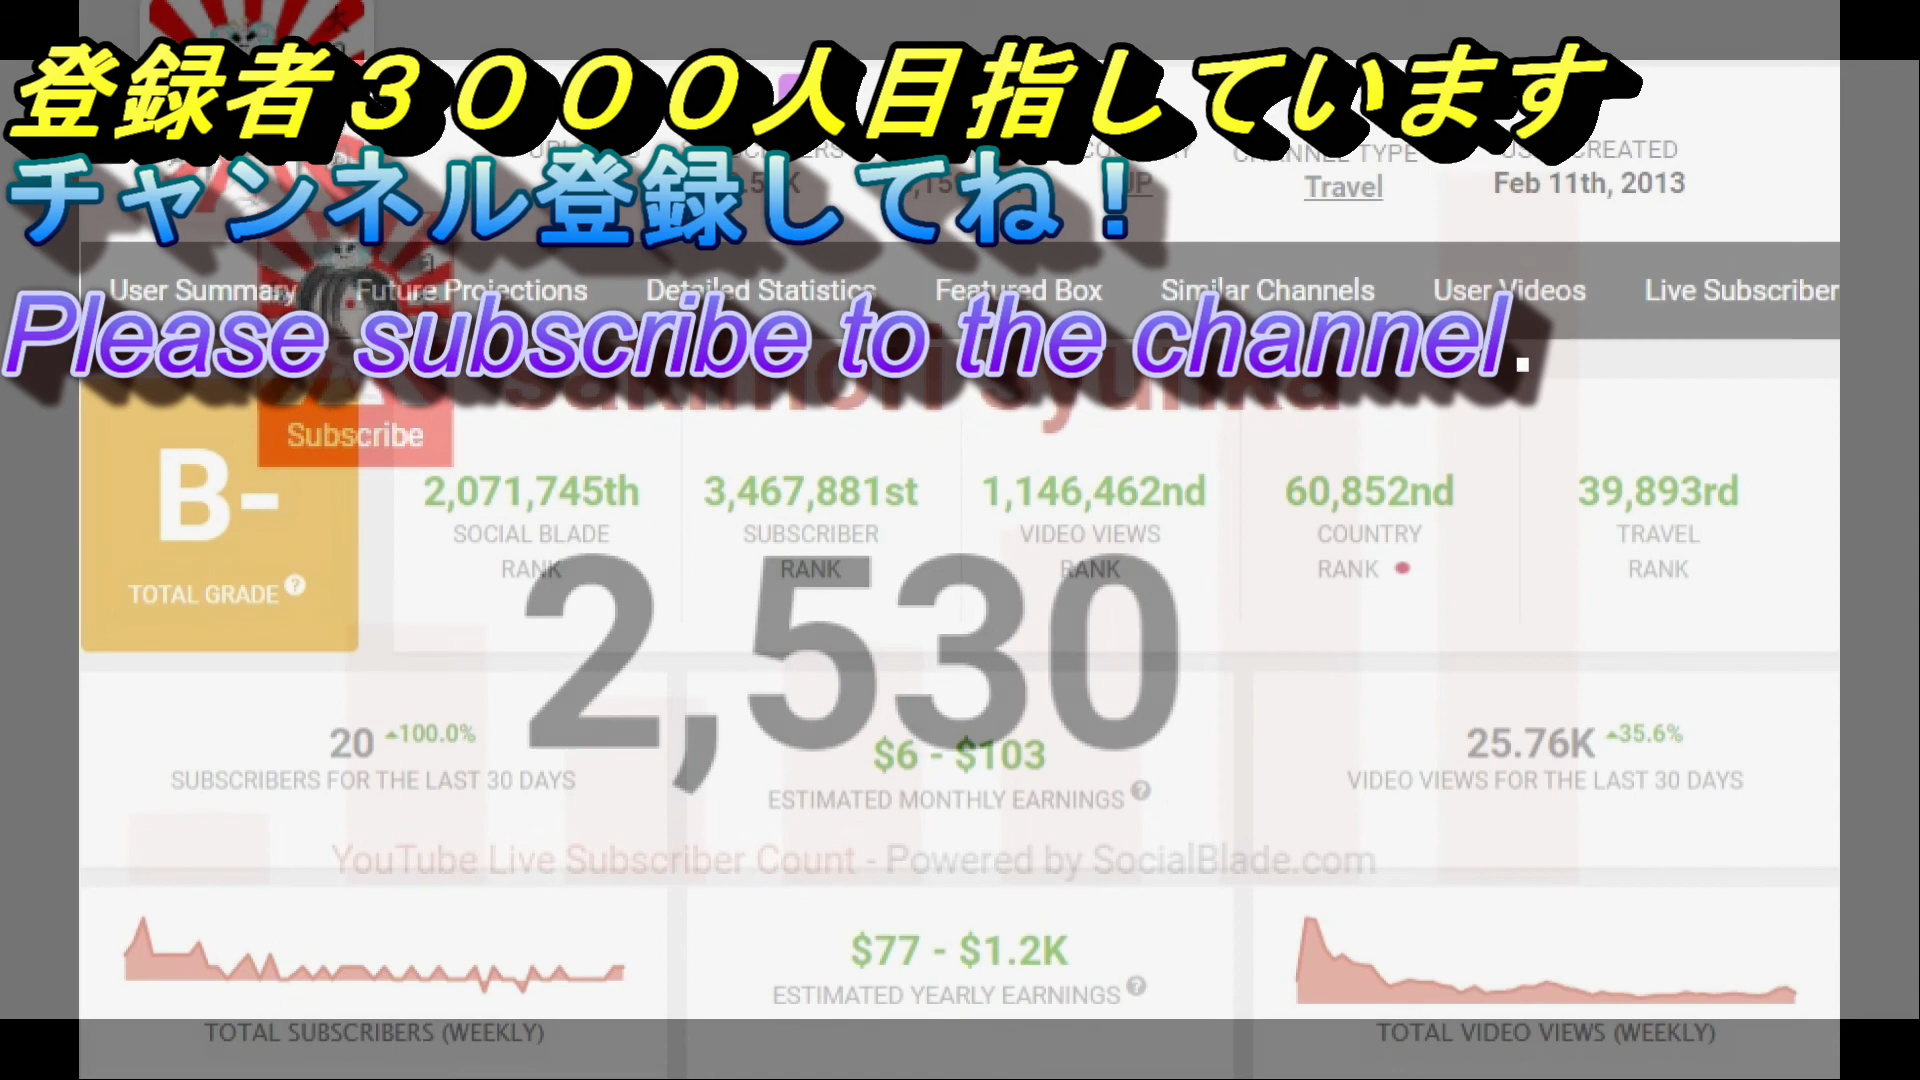 登録者３０００人目指しています
チャンネル登録してね！
CHANNEL TYPE
Travel
Feb 11th, 2013
User Summary
Future Projections
Detailed Statistics
Featured Box
Similar Channels
User Videos
Live Subscriber
Please subscribe to the channel.
Subscribe
B-
TOTAL GRADE
2,071,745th
SOCIAL BLADE
RANK
3,467,881st
SUBSCRIBER
RANK
1,146,462nd
VIDEO VIEWS
RANK
60,852nd
COUNTRY
RANK
39,893rd
TRAVEL
RANK
2,530
20 100.0%
SUBSCRIBERS FOR THE LAST 30 DAYS
$6 - $103
ESTIMATED MONTHLY EARNINGS
25.76K 35.6%
VIDEO VIEWS FOR THE LAST 30 DAYS
YouTube Live Subscriber Count - Powered by SocialBlade.com
$77 - $1.2K
ESTIMATED YEARLY EARNINGS
TOTAL SUBSCRIBERS (WEEKLY)
TOTAL VIDEO VIEWS (WEEKLY)